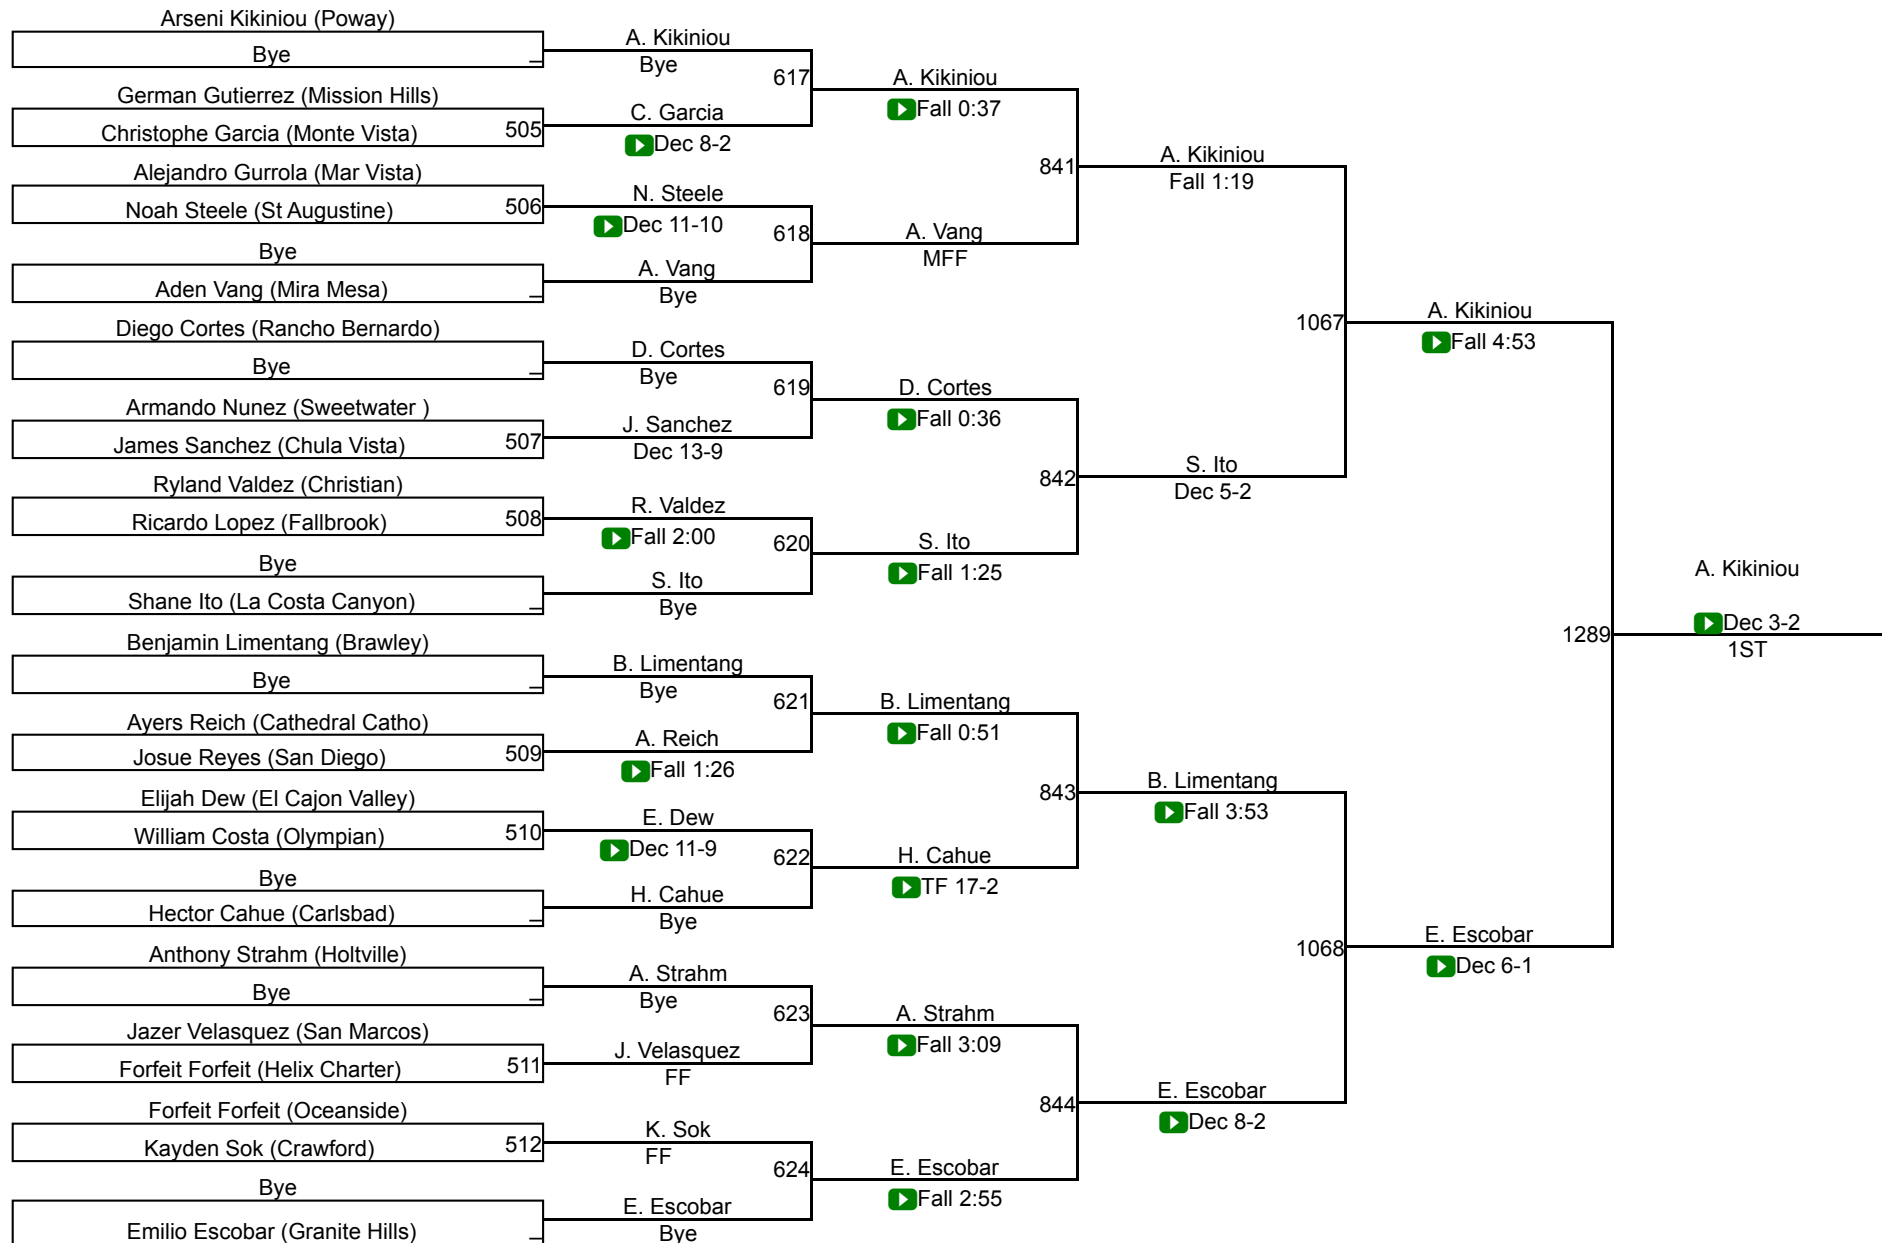 Arseni Kikiniou (Poway)
Bye
German Gutierrez (Mission Hills)
Christophe Garcia (Monte Vista) 505
Alejandro Gurrola (Mar Vista)
Noah Steele (St Augustine) 506
Bye
Aden Vang (Mira Mesa)
Diego Cortes (Rancho Bernardo)
Bye
Armando Nunez (Sweetwater )
James Sanchez (Chula Vista) 507
Ryland Valdez (Christian)
Ricardo Lopez (Fallbrook) 508
Bye
Shane Ito (La Costa Canyon)
Benjamin Limentang (Brawley)
Bye
Ayers Reich (Cathedral Catho)
Josue Reyes (San Diego) 509
Elijah Dew (El Cajon Valley)
William Costa (Olympian) 510
Bye
Hector Cahue (Carlsbad)
Anthony Strahm (Holtville)
Bye
Jazer Velasquez (San Marcos)
Forfeit Forfeit (Helix Charter) 511
Forfeit Forfeit (Oceanside)
Kayden Sok (Crawford) 512
Bye
Emilio Escobar (Granite Hills)
A. Kikiniou
Bye
617
C. Garcia
Dec 8-2
N. Steele
Dec 11-10
618
A. Vang
Bye
D. Cortes
Bye
619
J. Sanchez
Dec 13-9
R. Valdez
Fall 2:00
620
S. Ito
Bye
B. Limentang
Bye
621
A. Reich
Fall 1:26
E. Dew
Dec 11-9
622
H. Cahue
Bye
A. Strahm
Bye
623
J. Velasquez
FF
K. Sok
FF
624
E. Escobar
Bye
A. Kikiniou
Fall 0:37
841
A. Vang
MFF
D. Cortes
Fall 0:36
842
S. Ito
Fall 1:25
B. Limentang
Fall 0:51
843
H. Cahue
TF 17-2
A. Strahm
Fall 3:09
844
E. Escobar
Fall 2:55
A. Kikiniou
Fall 1:19
1067
S. Ito
Dec 5-2
B. Limentang
Fall 3:53
1068
E. Escobar
Dec 8-2
A. Kikiniou
Fall 4:53
1289
E. Escobar
Dec 6-1
A. Kikiniou
Dec 3-2
1ST